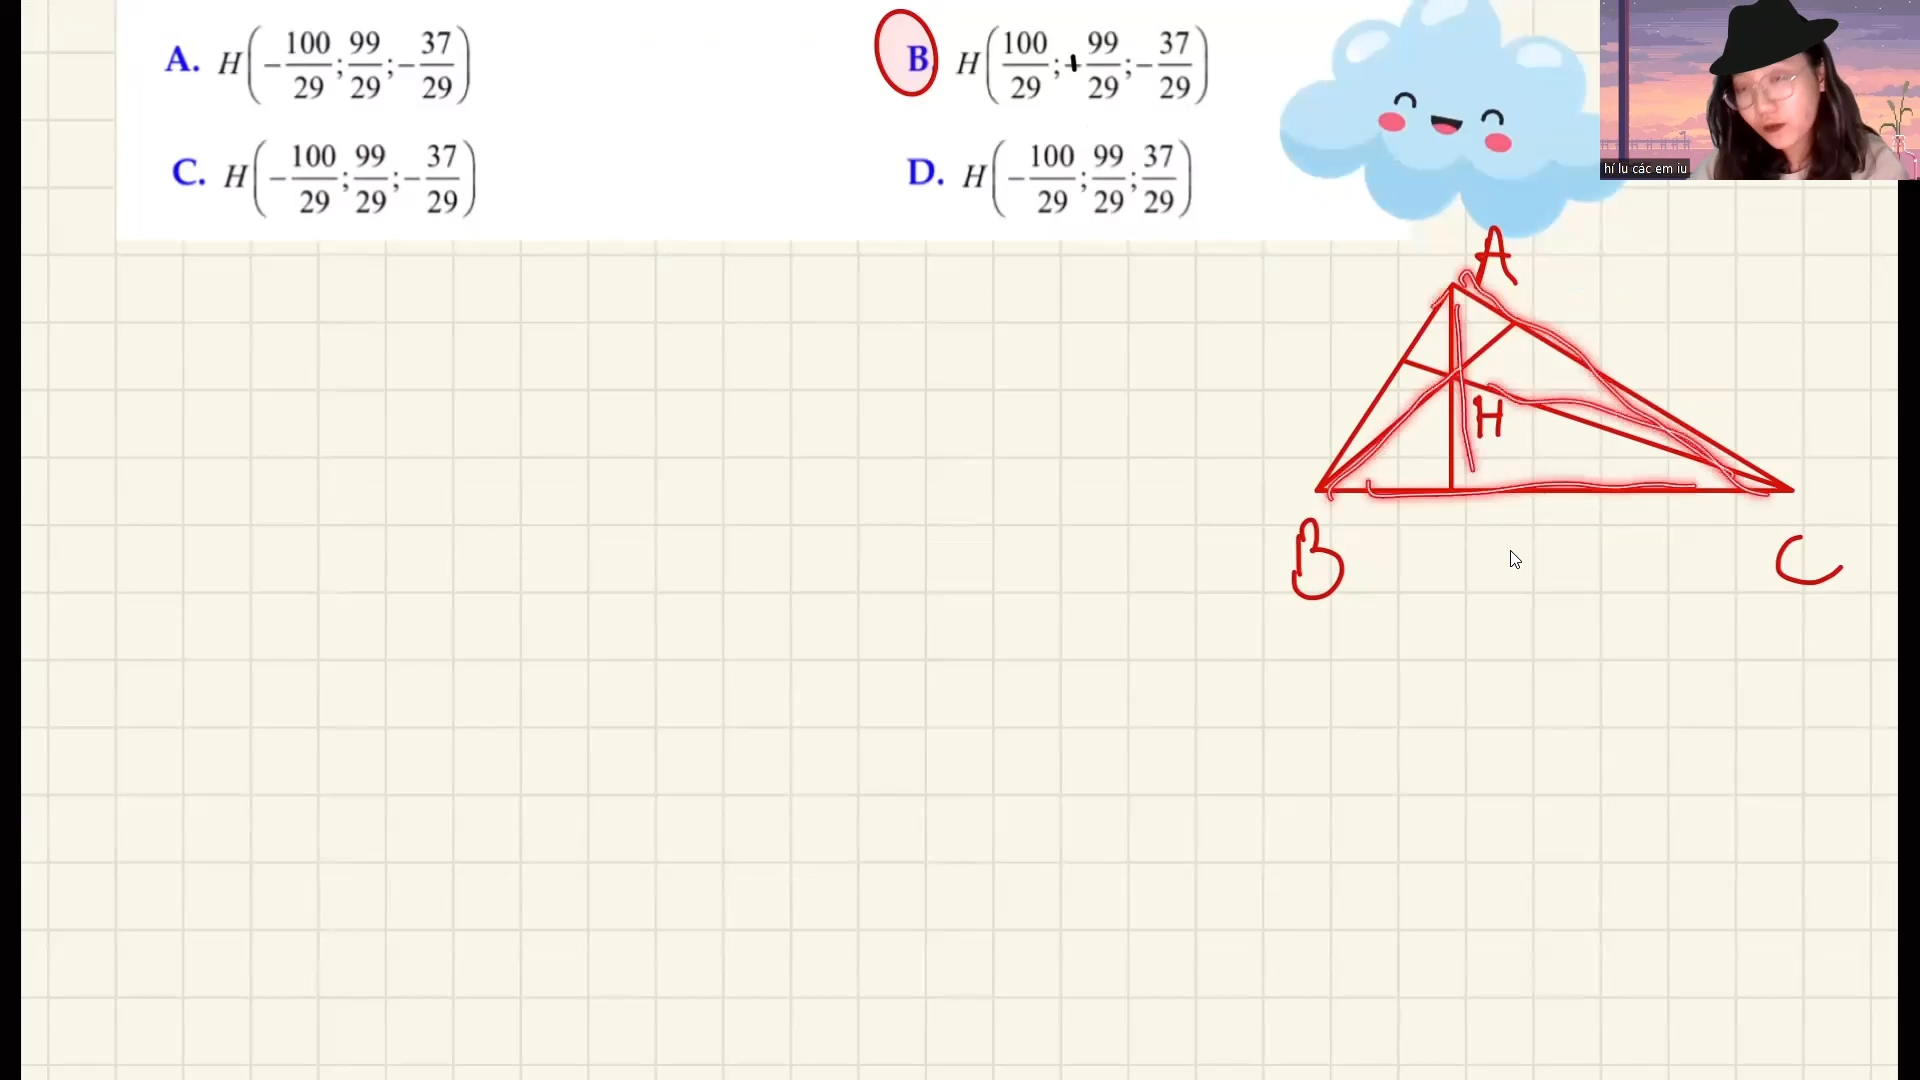 A. H(-100/29; 99/29; -37/29)
B H(100/29; +99/29; -37/29)
C. H(-100/29; 99/29; -37/29)
D. H(-100/29; 99/29; 37/29)
hí lu các em iu
A
H
B
C